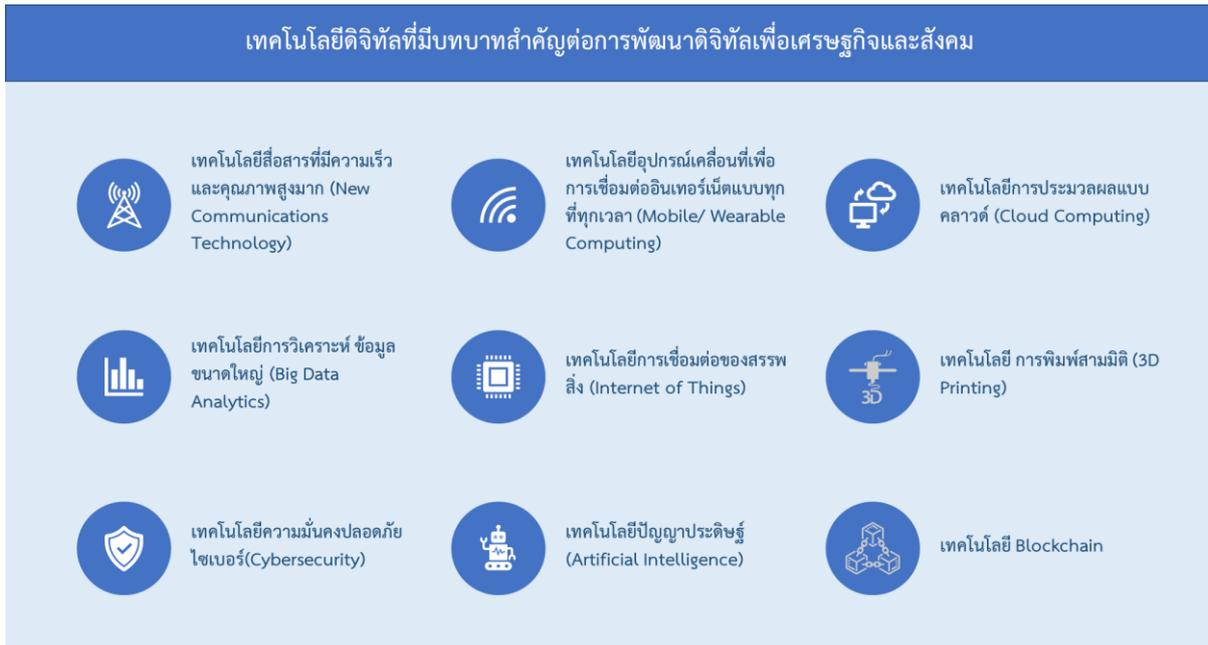 เทคโนโลยีดิจิทัลที่มีบทบาทสำคัญต่อการพัฒนาดิจิทัลเพื่อเศรษฐกิจและสังคม
เทคโนโลยีสื่อสารที่มีความเร็ว
และคุณภาพสูงมาก (New
Communications
Technology)
เทคโนโลยีอุปกรณ์เคลื่อนที่เพื่อ
การเชื่อมต่ออินเทอร์เน็ตแบบทุก
ที่ทุกเวลา (Mobile/ Wearable
Computing)
เทคโนโลยีการประมวลผลแบบ
คลาวด์ (Cloud Computing)
เทคโนโลยีการวิเคราะห์ ข้อมูล
ขนาดใหญ่ (Big Data
Analytics)
เทคโนโลยีการเชื่อมต่อของสรรพ
สิ่ง (Internet of Things)
3D
เทคโนโลยี การพิมพ์สามมิติ (3D
Printing)
เทคโนโลยีความมั่นคงปลอดภัย
ไซเบอร์(Cybersecurity)
เทคโนโลยีปัญญาประดิษฐ์
(Artificial Intelligence)
เทคโนโลยี Blockchain